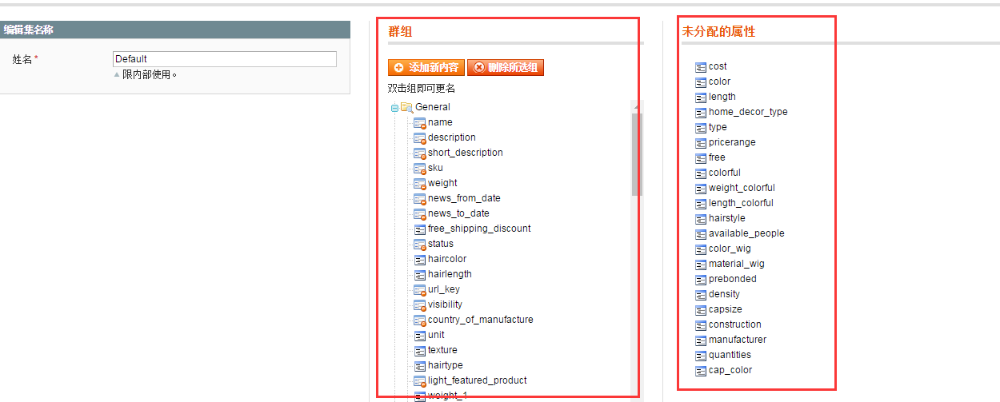 编辑集名称
姓名 *
Default
限内部使用。
群组
添加新内容
删除所选组
双击组即可更名
General
name
description
short_description
sku
weight
news_from_date
news_to_date
free_shipping_discount
status
haircolor
hairlength
url_key
visibility
country_of_manufacture
unit
texture
hairtype
light_featured_product
weight_1
未分配的属性
cost
color
length
home_decor_type
type
pricerange
free
colorful
weight_colorful
length_colorful
hairstyle
available_people
color_wig
material_wig
prebonded
density
capsize
construction
manufacturer
quantities
cap_color